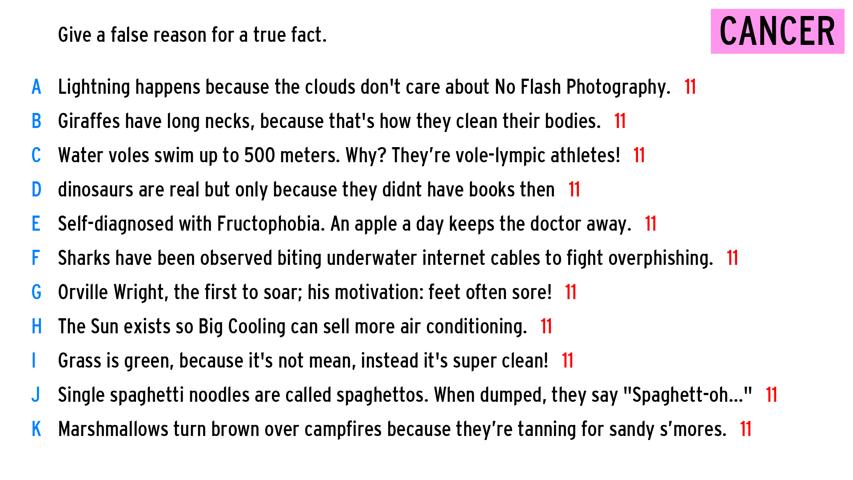 Give a false reason for a true fact.
CANCER
A Lightning happens because the clouds don't care about No Flash Photography. 11
B Giraffes have long necks, because that's how they clean their bodies. 11
C Water voles swim up to 500 meters. Why? They’re vole-lympic athletes! 11
D dinosaurs are real but only because they didnt have books then 11
E Self-diagnosed with Fructophobia. An apple a day keeps the doctor away. 11
F Sharks have been observed biting underwater internet cables to fight overphishing. 11
G Orville Wright, the first to soar; his motivation: feet often sore! 11
H The Sun exists so Big Cooling can sell more air conditioning. 11
I Grass is green, because it's not mean, instead it's super clean! 11
J Single spaghetti noodles are called spaghettos. When dumped, they say "Spaghett-oh..." 11
K Marshmallows turn brown over campfires because they’re tanning for sandy s’mores. 11